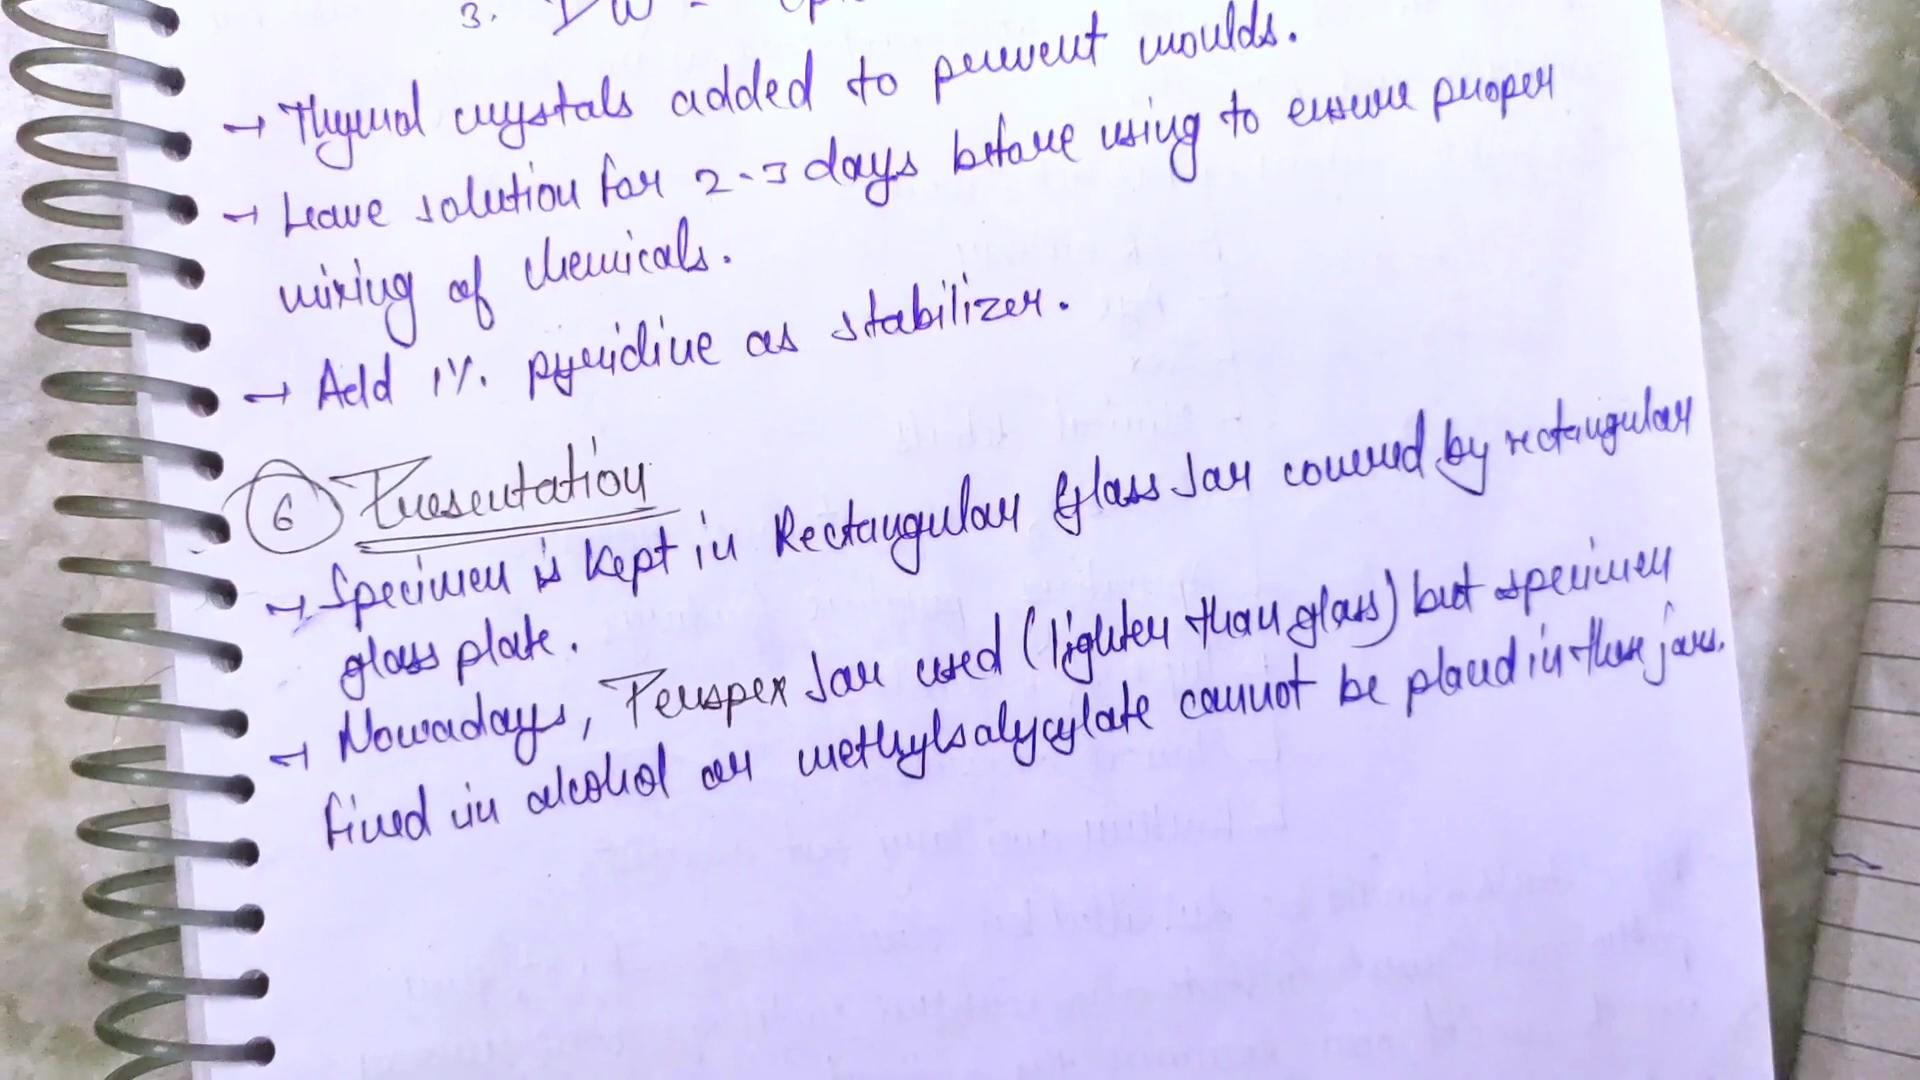 3. DW -
→ Thymol crystals added to prevent moulds.
→ Leave solution for 2-3 days before using to ensure proper
mixing of chemicals.
→ Add 1%. pyridine as stabilizer.
6 Presentation
→ Specimen is kept in Rectangular Glass Jar covered by rectangular
glass plate.
→ Nowadays, Perspex Jar used (lighter than glass) but specimen
fixed in alcohol or methylsalycylate cannot be placed in these jars.